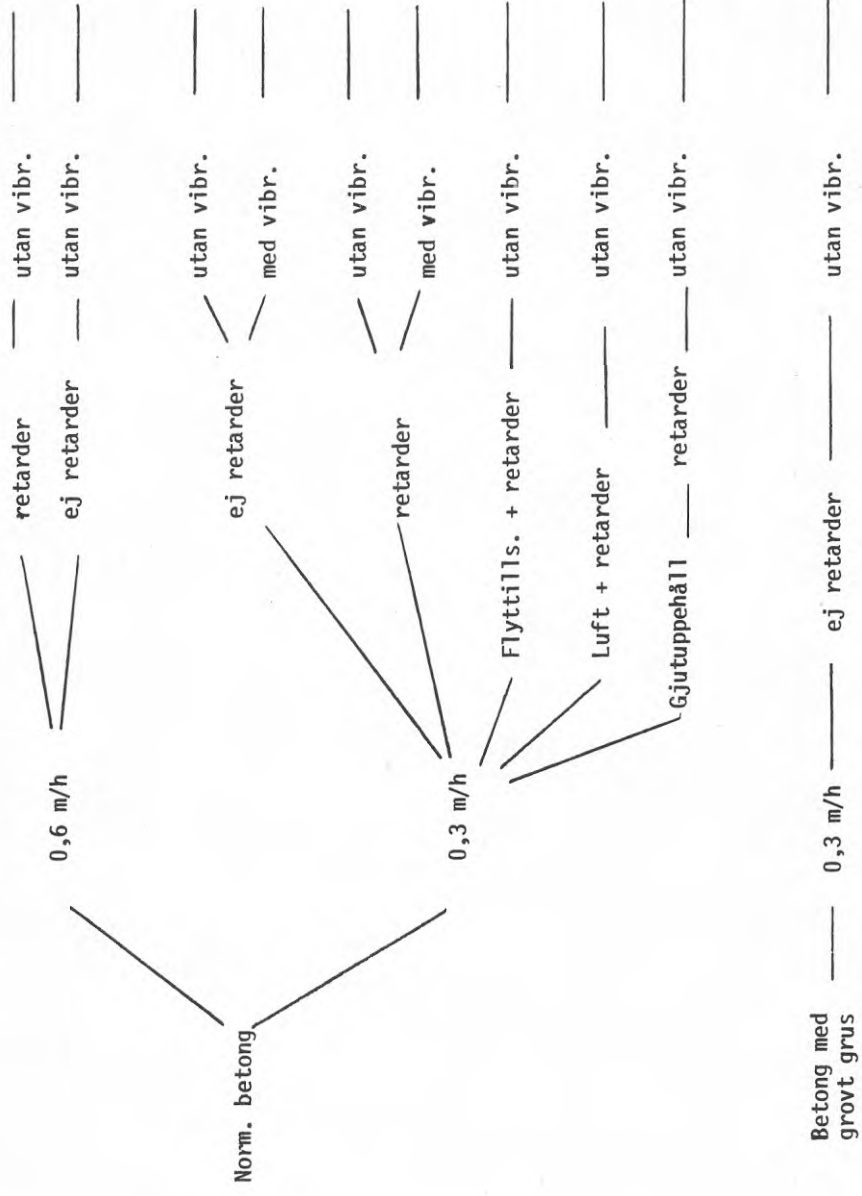 Norm. betong
0,6 m/h
retarder
utan vibr.
ej retarder
utan vibr.
0,3 m/h
ej retarder
utan vibr.
med vibr.
retarder
utan vibr.
med vibr.
Flyttills. + retarder
utan vibr.
Luft + retarder
utan vibr.
Gjutuppehåll
retarder
utan vibr.
Betong med
grovt grus
0,3 m/h
ej retarder
utan vibr.